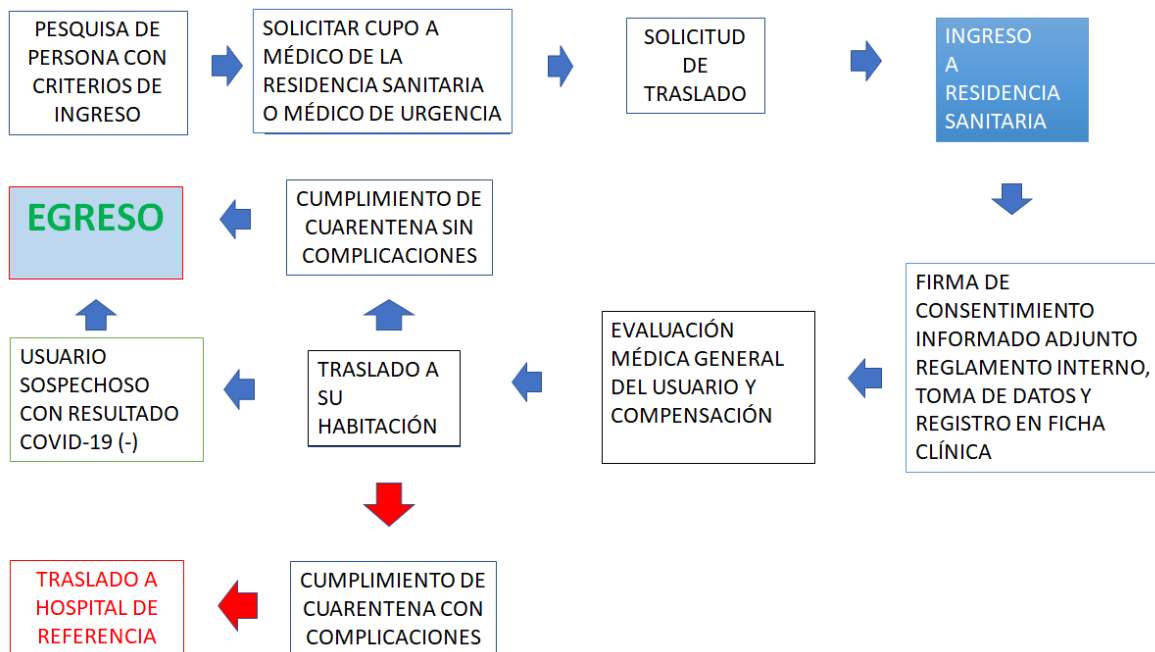 PESQUISA DE
PERSONA CON
CRITERIOS DE
INGRESO
SOLICITAR CUPO A
MÉDICO DE LA
RESIDENCIA SANITARIA
O MÉDICO DE URGENCIA
SOLICITUD
DE
TRASLADO
INGRESO
A
RESIDENCIA
SANITARIA
EGRESO
CUMPLIMIENTO DE
CUARENTENA SIN
COMPLICACIONES
FIRMA DE
CONSENTIMIENTO
INFORMADO ADJUNTO
REGLAMENTO INTERNO,
TOMA DE DATOS Y
REGISTRO EN FICHA
CLÍNICA
EVALUACIÓN
MÉDICA GENERAL
DEL USUARIO Y
COMPENSACIÓN
TRASLADO A
SU
HABITACIÓN
USUARIO
SOSPECHOSO
CON RESULTADO
COVID-19 (-)
TRASLADO A
HOSPITAL DE
REFERENCIA
CUMPLIMIENTO DE
CUARENTENA CON
COMPLICACIONES